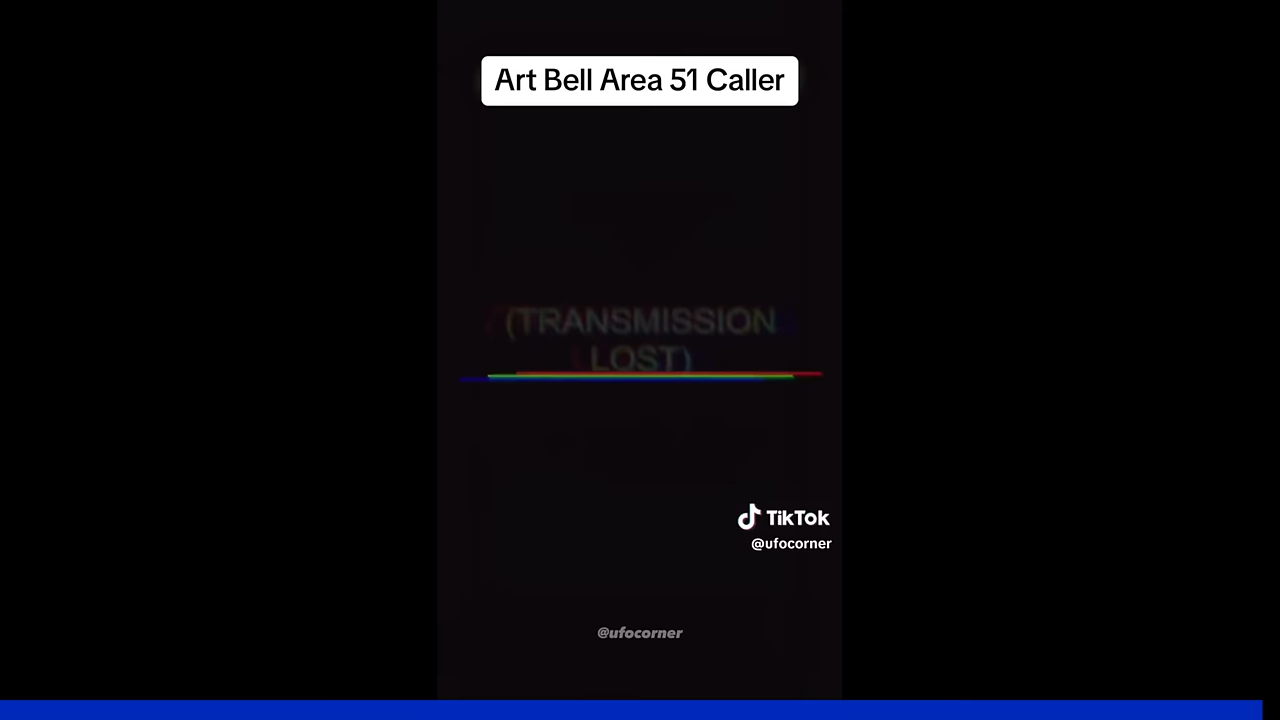 Art Bell Area 51 Caller
(TRANSMISSION
LOST)
TikTok
@ufocorner
@ufocorner